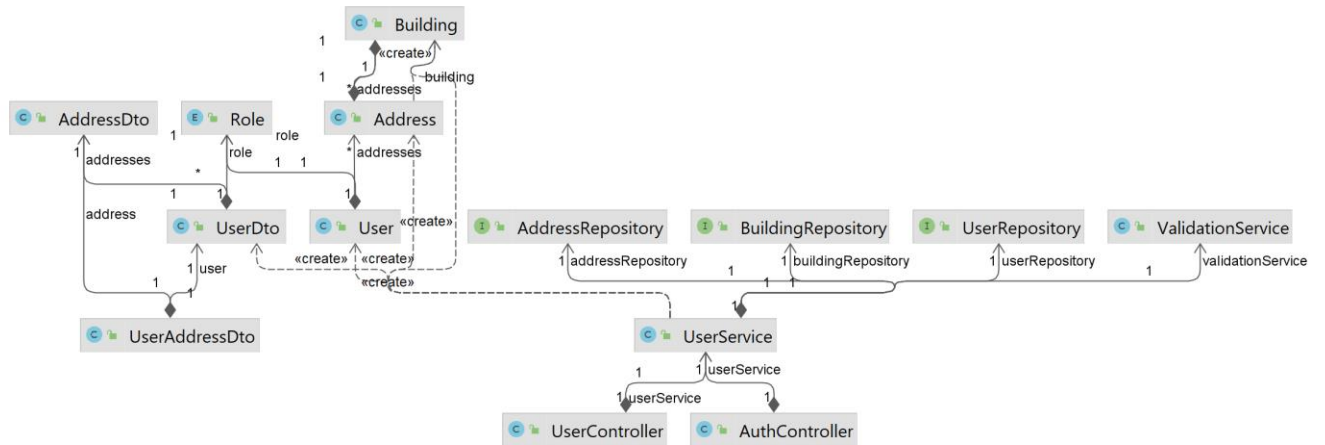 C Building
1
«create»
1
1
building
* addresses
C AddressDto
E Role
C Address
1
role
1
addresses
role
* addresses
*
1
1
1
1
1
1
address
C UserDto
C User
«create»
I AddressRepository
I BuildingRepository
I UserRepository
C ValidationService
«create»
«create»
1
user
1 addressRepository
1 buildingRepository
1 userRepository
1 validationService
1
1
1
1
1
1
«create»
1
C UserAddressDto
C UserService
1
1 userService
1 userService
1
C UserController
C AuthController